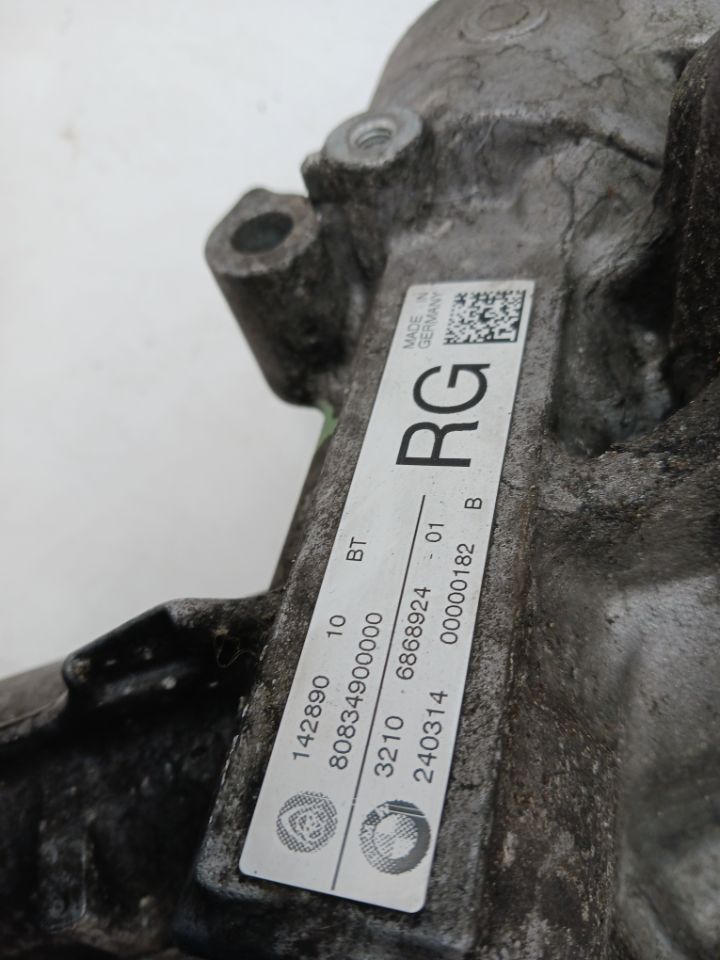 142890 10 BT
80834900000
3210 6868924 - 01
240314 00000182 B
RG
MADE IN
GERMANY